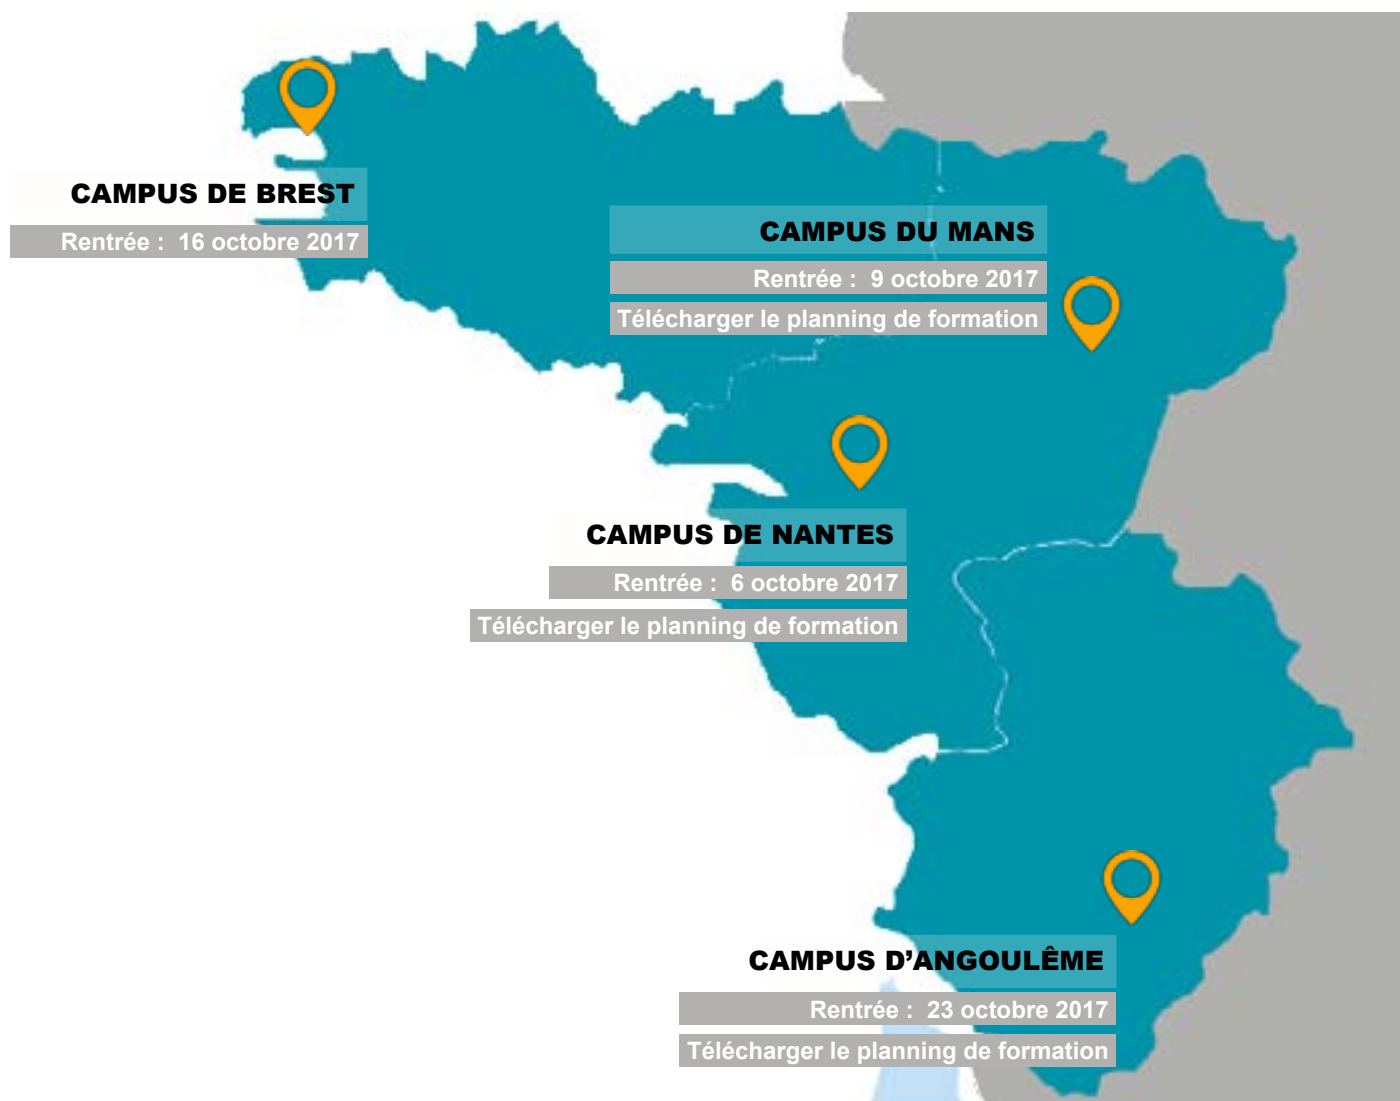 CAMPUS DE BREST
Rentrée : 16 octobre 2017
CAMPUS DU MANS
Rentrée : 9 octobre 2017
Télécharger le planning de formation
CAMPUS DE NANTES
Rentrée : 6 octobre 2017
Télécharger le planning de formation
CAMPUS D’ANGOULÊME
Rentrée : 23 octobre 2017
Télécharger le planning de formation